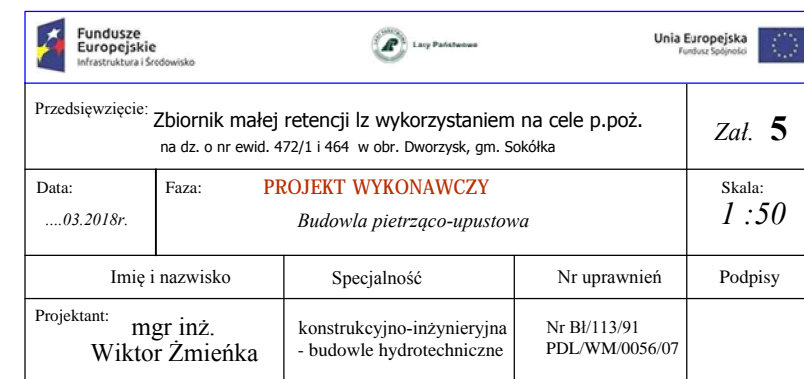 Fundusze
Europejskie
Infrastruktura i Środowisko
Lasy Państwowe
Unia Europejska
Fundusz Spójności
Przedsięwzięcie:
Zbiornik małej retencji lz wykorzystaniem na cele p.poż.
na dz. o nr ewid. 472/1 i 464 w obr. Dworzysk, gm. Sokółka
Zał. 5
Data:
....03.2018r.
Faza:
PROJEKT WYKONAWCZY
Budowla pietrząco-upustowa
Skala:
1 :50
Imię i nazwisko
Specjalność
Nr uprawnień
Podpisy
Projektant:
mgr inż.
Wiktor Żmieńka
konstrukcyjno-inżynieryjna
- budowle hydrotechniczne
Nr Bł/113/91
PDL/WM/0056/07